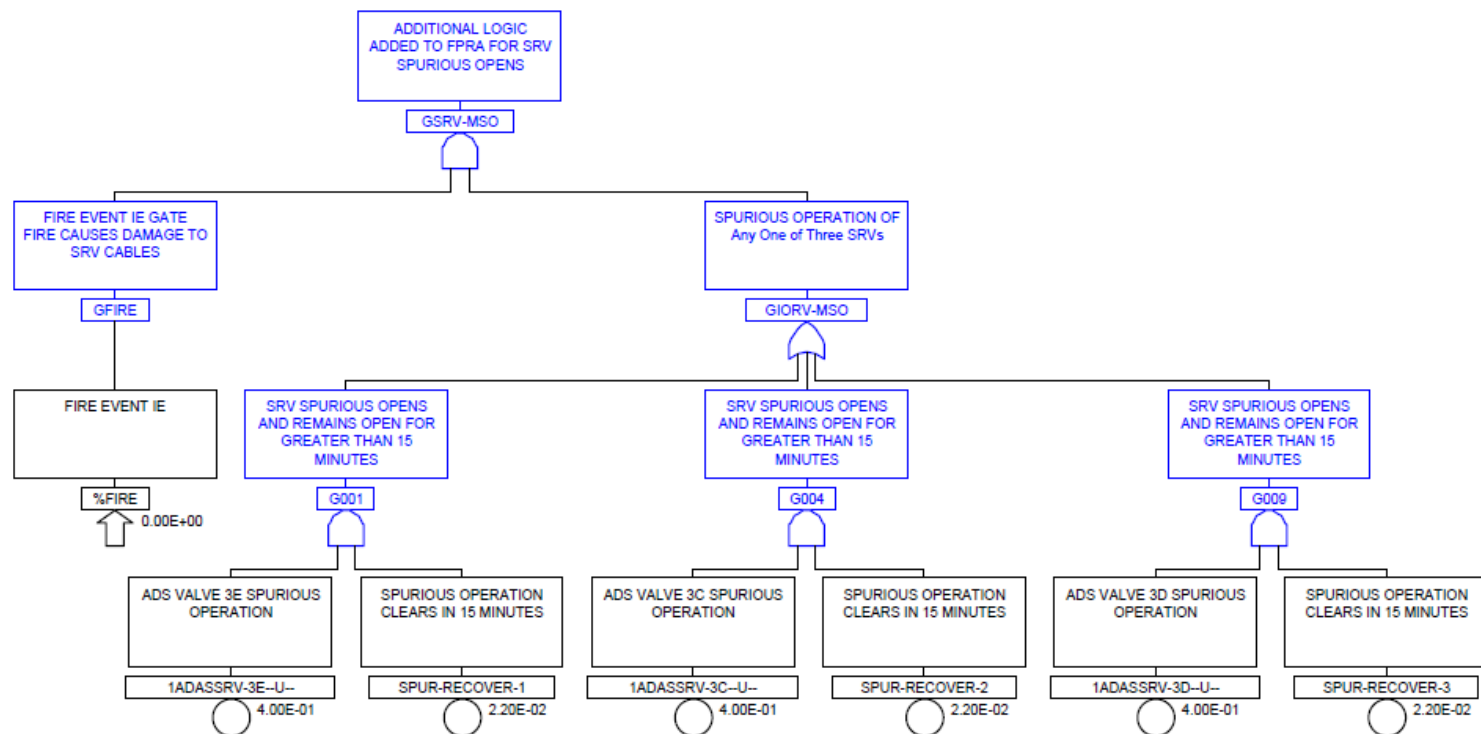 ADDITIONAL LOGIC
ADDED TO FPRA FOR SRV
SPURIOUS OPENS
GSRV-MSO
FIRE EVENT IE GATE
FIRE CAUSES DAMAGE TO
SRV CABLES
GFIRE
SPURIOUS OPERATION OF
Any One of Three SRVs
GIORV-MSO
FIRE EVENT IE
%FIRE
0.00E+00
SRV SPURIOUS OPENS
AND REMAINS OPEN FOR
GREATER THAN 15
MINUTES
G001
SRV SPURIOUS OPENS
AND REMAINS OPEN FOR
GREATER THAN 15
MINUTES
G004
SRV SPURIOUS OPENS
AND REMAINS OPEN FOR
GREATER THAN 15
MINUTES
G009
ADS VALVE 3E SPURIOUS
OPERATION
1ADASSRV-3E--U--
4.00E-01
SPURIOUS OPERATION
CLEARS IN 15 MINUTES
SPUR-RECOVER-1
2.20E-02
ADS VALVE 3C SPURIOUS
OPERATION
1ADASSRV-3C--U--
4.00E-01
SPURIOUS OPERATION
CLEARS IN 15 MINUTES
SPUR-RECOVER-2
2.20E-02
ADS VALVE 3D SPURIOUS
OPERATION
1ADASSRV-3D--U--
4.00E-01
SPURIOUS OPERATION
CLEARS IN 15 MINUTES
SPUR-RECOVER-3
2.20E-02